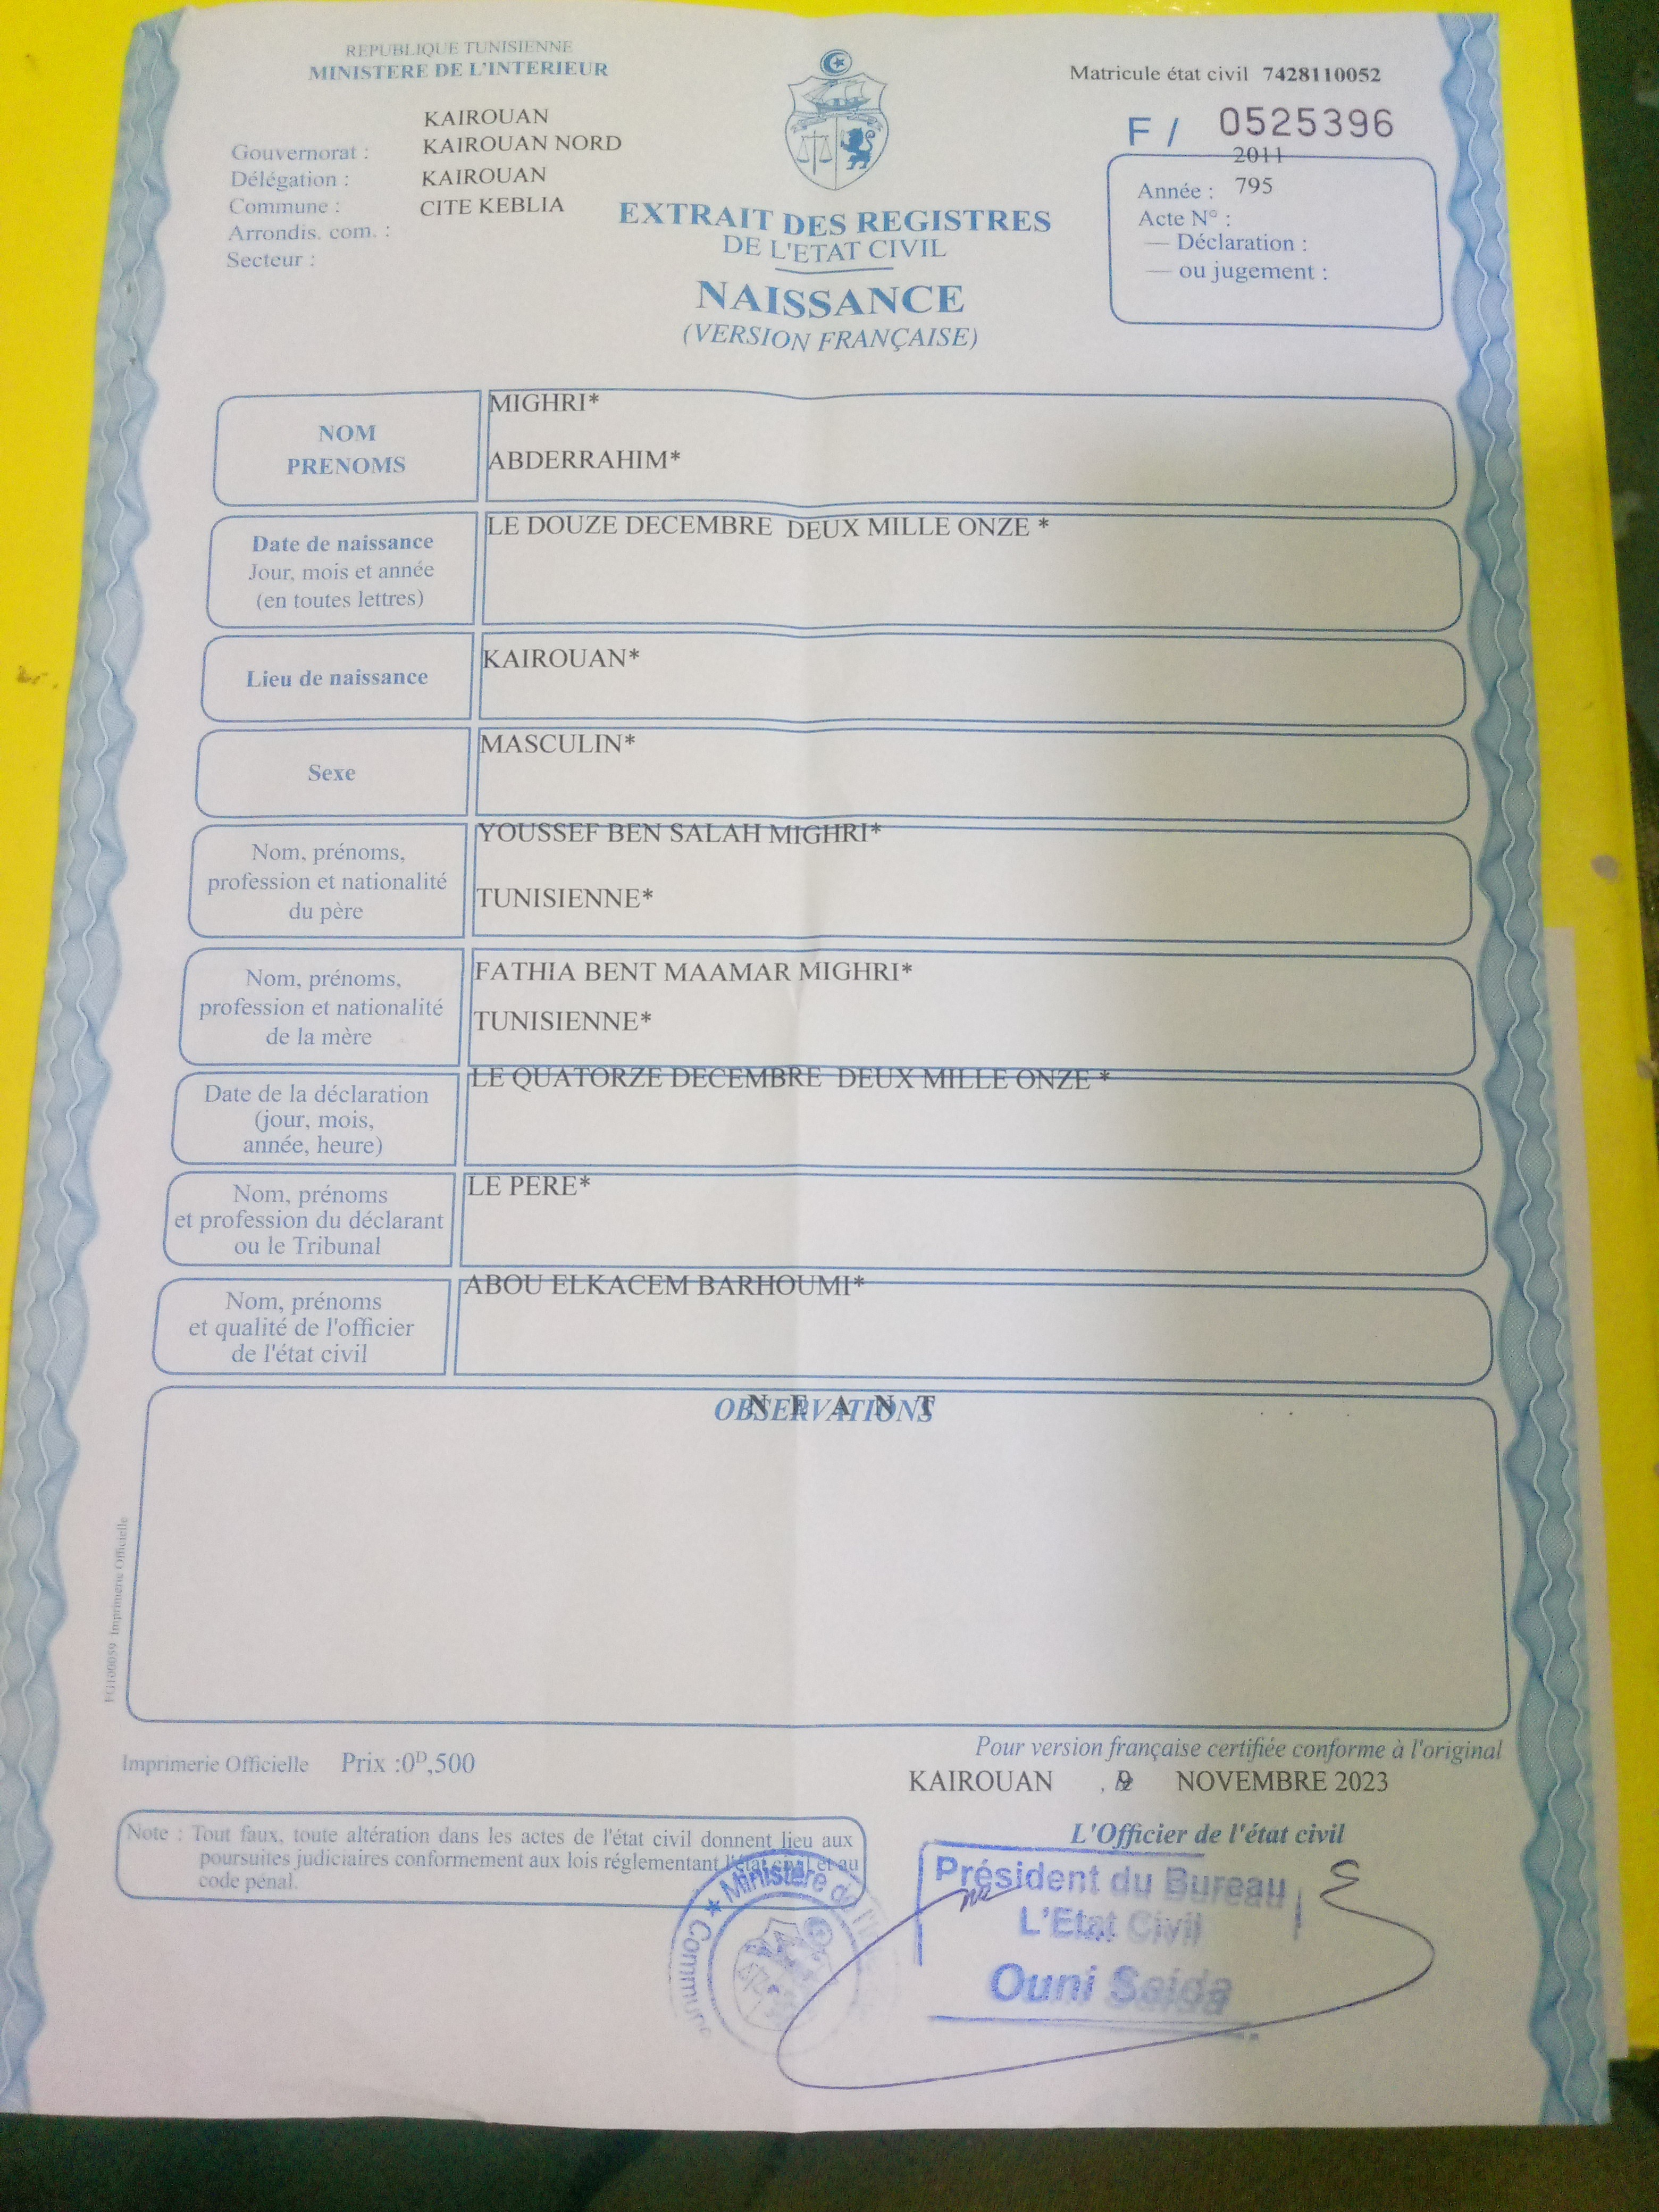 REPUBLIQUE TUNISIENNE
MINISTERE DE L'INTERIEUR
Matricule état civil 7428110052
F / 0525396
KAIROUAN
KAIROUAN NORD
KAIROUAN
CITE KEBLIA
Gouvernorat :
Délégation :
Commune :
Arrondis. com. :
Secteur :
2011
Année : 795
Acte N° :
— Déclaration :
— ou jugement :
EXTRAIT DES REGISTRES
DE L'ETAT CIVIL
NAISSANCE
(VERSION FRANÇAISE)
NOM
PRENOMS
MIGHRI*
ABDERRAHIM*
Date de naissance
Jour, mois et année
(en toutes lettres)
LE DOUZE DECEMBRE DEUX MILLE ONZE *
Lieu de naissance
KAIROUAN*
Sexe
MASCULIN*
Nom, prénoms,
profession et nationalité
du père
YOUSSEF BEN SALAH MIGHRI*
TUNISIENNE*
Nom, prénoms,
profession et nationalité
de la mère
FATHIA BENT MAAMAR MIGHRI*
TUNISIENNE*
Date de la déclaration
(jour, mois,
année, heure)
LE QUATORZE DECEMBRE DEUX MILLE ONZE *
Nom, prénoms
et profession du déclarant
ou le Tribunal
LE PERE*
Nom, prénoms
et qualité de l'officier
de l'état civil
ABOU ELKACEM BARHOUMI*
OBSERVATIONS
N E A N T
Imprimerie Officielle
Imprimerie Officielle Prix :0ᴰ,500
Pour version française certifiée conforme à l'original
KAIROUAN , NOVEMBRE 2023
L'Officier de l'état civil
Note : Tout faux, toute altération dans les actes de l'état civil donnent lieu aux
poursuites judiciaires conformement aux lois réglementant l'état civil et au
code pénal.
Président du Bureau
L'Etat Civil
Ouni Saida
★ Ministère de
Commune